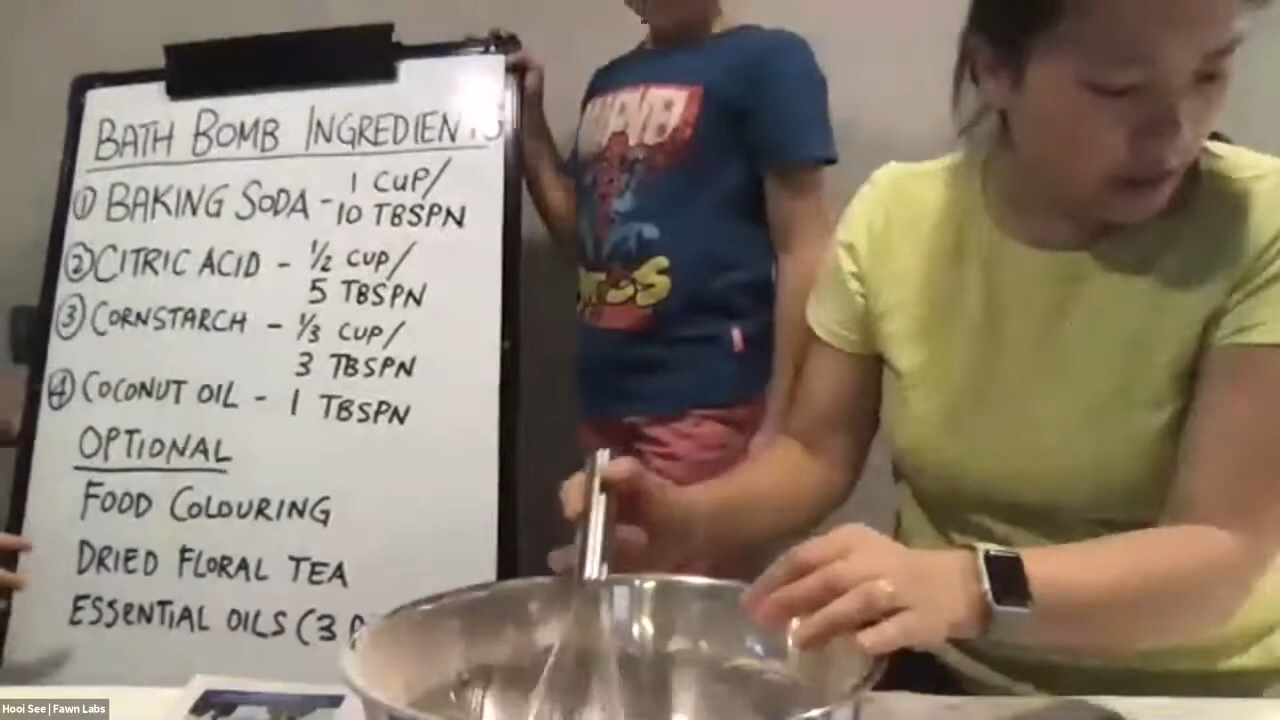 BATH BOMB INGREDIENTS
① BAKING SODA - 1 CUP/
10 TBSPN
② CITRIC ACID - ½ CUP/
5 TBSPN
③ CORNSTARCH - ⅓ CUP/
3 TBSPN
④ COCONUT OIL - 1 TBSPN
OPTIONAL
FOOD COLOURING
DRIED FLORAL TEA
ESSENTIAL OILS (3
MARVEL
Hooi See | Fawn Labs